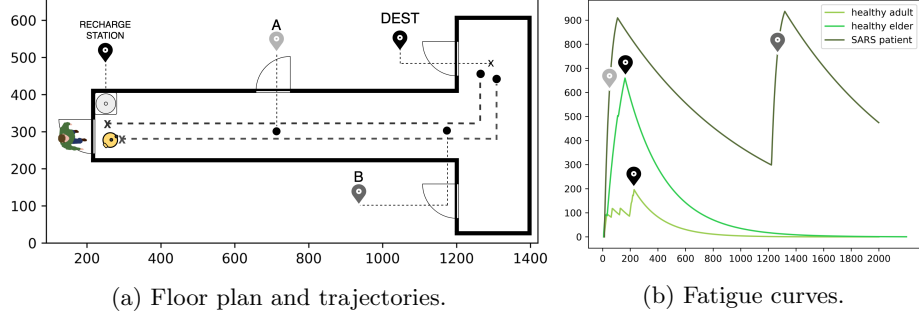 600
500
400
300
200
100
0
200
400
600
800
1000
1200
1400
RECHARGE
STATION
A
DEST
x
x
x
B
(a) Floor plan and trajectories.
900
800
700
600
500
400
300
200
100
0
0 200 400 600 800 1000 1200 1400 1600 1800 2000
healthy adult
healthy elder
SARS patient
(b) Fatigue curves.